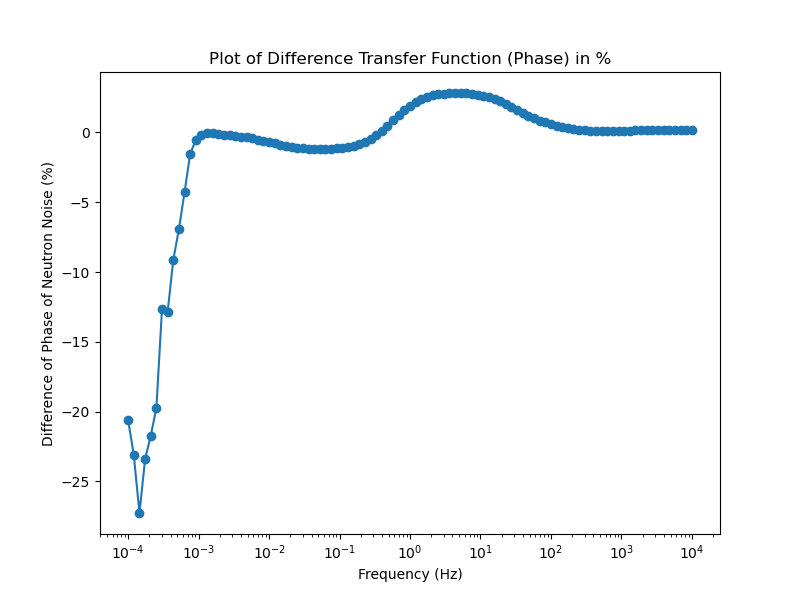 Plot of Difference Transfer Function (Phase) in %
Difference of Phase of Neutron Noise (%)
0
−5
−10
−15
−20
−25
10⁻⁴ 10⁻³ 10⁻² 10⁻¹ 10⁰ 10¹ 10² 10³ 10⁴
Frequency (Hz)